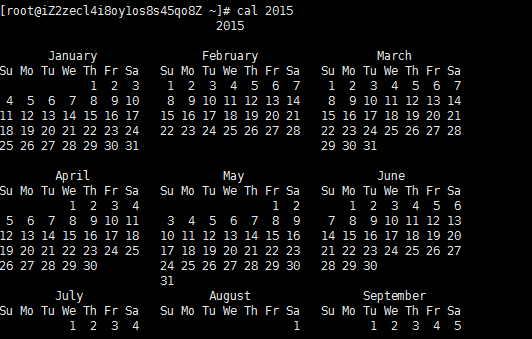 [root@iZ2zecl4i8oy1os8s45qo8Z ~]# cal 2015
                               2015

       January               February                 March
Su Mo Tu We Th Fr Sa   Su Mo Tu We Th Fr Sa   Su Mo Tu We Th Fr Sa
             1  2  3    1  2  3  4  5  6  7    1  2  3  4  5  6  7
 4  5  6  7  8  9 10    8  9 10 11 12 13 14    8  9 10 11 12 13 14
11 12 13 14 15 16 17   15 16 17 18 19 20 21   15 16 17 18 19 20 21
18 19 20 21 22 23 24   22 23 24 25 26 27 28   22 23 24 25 26 27 28
25 26 27 28 29 30 31                          29 30 31

        April                   May                   June
Su Mo Tu We Th Fr Sa   Su Mo Tu We Th Fr Sa   Su Mo Tu We Th Fr Sa
          1  2  3  4                   1  2       1  2  3  4  5  6
 5  6  7  8  9 10 11    3  4  5  6  7  8  9    7  8  9 10 11 12 13
12 13 14 15 16 17 18   10 11 12 13 14 15 16   14 15 16 17 18 19 20
19 20 21 22 23 24 25   17 18 19 20 21 22 23   21 22 23 24 25 26 27
26 27 28 29 30         24 25 26 27 28 29 30   28 29 30
                       31
        July                  August                September
Su Mo Tu We Th Fr Sa   Su Mo Tu We Th Fr Sa   Su Mo Tu We Th Fr Sa
          1  2  3  4                      1          1  2  3  4  5